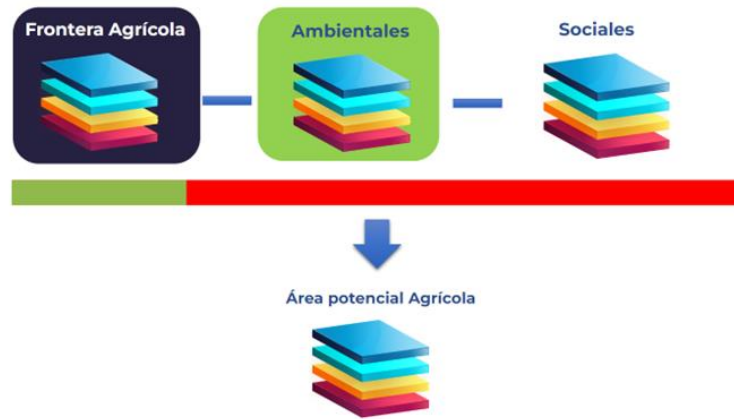 Frontera Agrícola
Ambientales
Sociales
Área potencial Agrícola